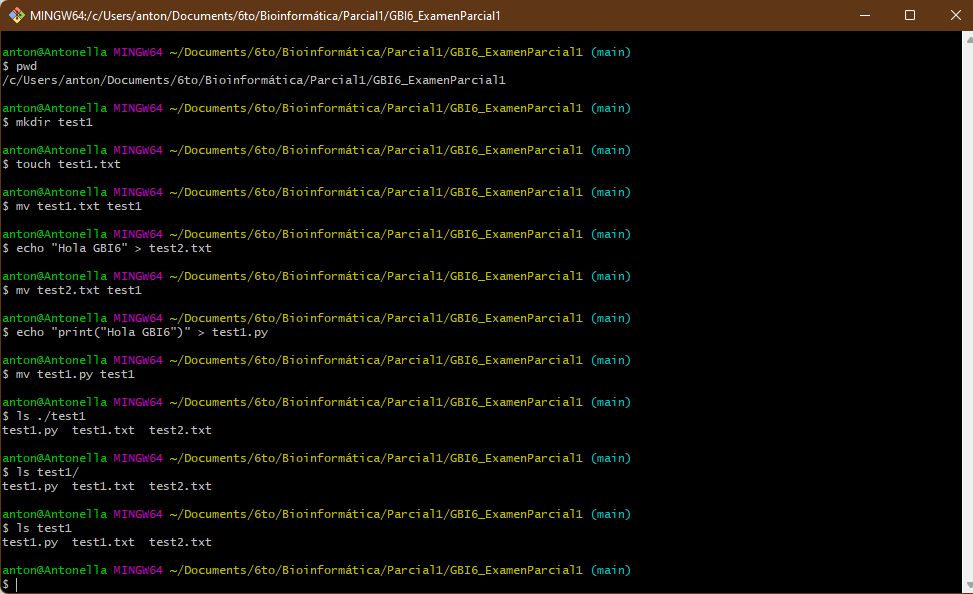 MINGW64:/c/Users/anton/Documents/6to/Bioinformática/Parcial1/GBI6_ExamenParcial1
anton@Antonella MINGW64 ~/Documents/6to/Bioinformática/Parcial1/GBI6_ExamenParcial1 (main)
$ pwd
/c/Users/anton/Documents/6to/Bioinformática/Parcial1/GBI6_ExamenParcial1
anton@Antonella MINGW64 ~/Documents/6to/Bioinformática/Parcial1/GBI6_ExamenParcial1 (main)
$ mkdir test1
anton@Antonella MINGW64 ~/Documents/6to/Bioinformática/Parcial1/GBI6_ExamenParcial1 (main)
$ touch test1.txt
anton@Antonella MINGW64 ~/Documents/6to/Bioinformática/Parcial1/GBI6_ExamenParcial1 (main)
$ mv test1.txt test1
anton@Antonella MINGW64 ~/Documents/6to/Bioinformática/Parcial1/GBI6_ExamenParcial1 (main)
$ echo "Hola GBI6" > test2.txt
anton@Antonella MINGW64 ~/Documents/6to/Bioinformática/Parcial1/GBI6_ExamenParcial1 (main)
$ mv test2.txt test1
anton@Antonella MINGW64 ~/Documents/6to/Bioinformática/Parcial1/GBI6_ExamenParcial1 (main)
$ echo "print("Hola GBI6")" > test1.py
anton@Antonella MINGW64 ~/Documents/6to/Bioinformática/Parcial1/GBI6_ExamenParcial1 (main)
$ mv test1.py test1
anton@Antonella MINGW64 ~/Documents/6to/Bioinformática/Parcial1/GBI6_ExamenParcial1 (main)
$ ls ./test1
test1.py  test1.txt  test2.txt
anton@Antonella MINGW64 ~/Documents/6to/Bioinformática/Parcial1/GBI6_ExamenParcial1 (main)
$ ls test1/
test1.py  test1.txt  test2.txt
anton@Antonella MINGW64 ~/Documents/6to/Bioinformática/Parcial1/GBI6_ExamenParcial1 (main)
$ ls test1
test1.py  test1.txt  test2.txt
anton@Antonella MINGW64 ~/Documents/6to/Bioinformática/Parcial1/GBI6_ExamenParcial1 (main)
$